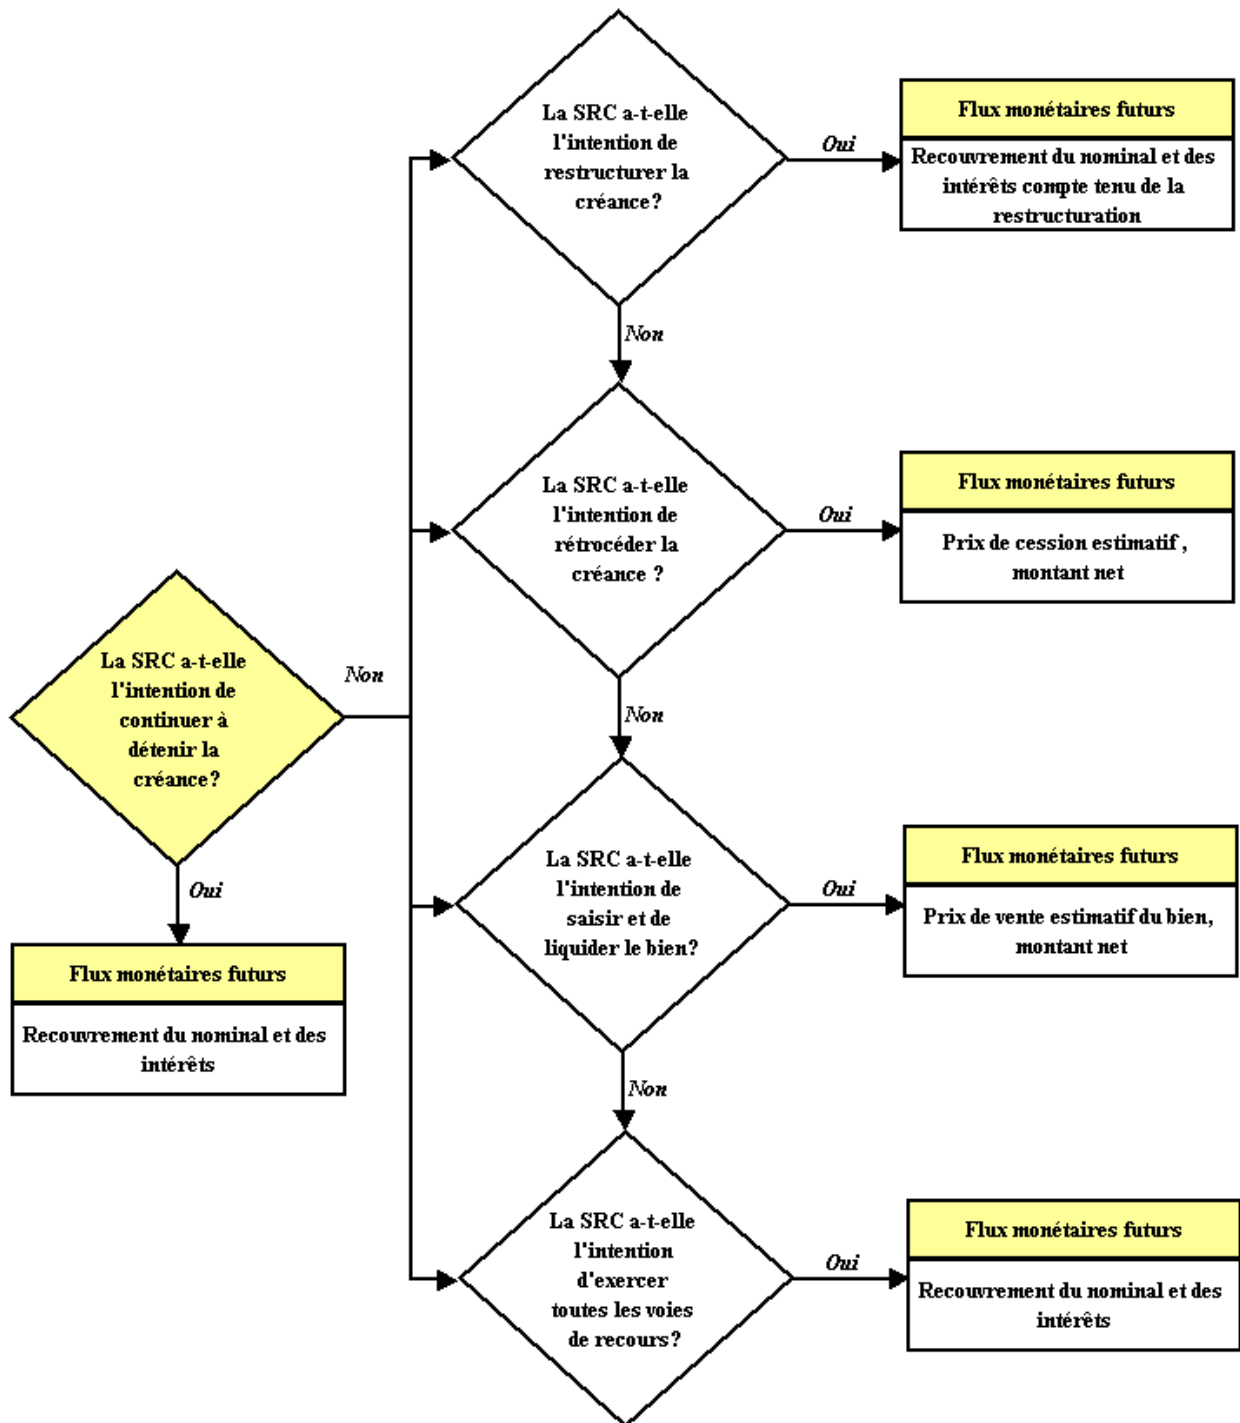 La SRC a-t-elle
l'intention de
restructurer la
créance?
Oui
Flux monétaires futurs
Recouvrement du nominal et des
intérêts compte tenu de la
restructuration
Non
La SRC a-t-elle
l'intention de
rétrocéder la
créance ?
Oui
Flux monétaires futurs
Prix de cession estimatif ,
montant net
La SRC a-t-elle
l'intention de
continuer à
détenir la
créance?
Non
Non
Oui
Flux monétaires futurs
Recouvrement du nominal et des
intérêts
La SRC a-t-elle
l'intention de
saisir et de
liquider le bien?
Oui
Flux monétaires futurs
Prix de vente estimatif du bien,
montant net
Non
La SRC a-t-elle
l'intention
d'exercer
toutes les voies
de recours?
Oui
Flux monétaires futurs
Recouvrement du nominal et des
intérêts